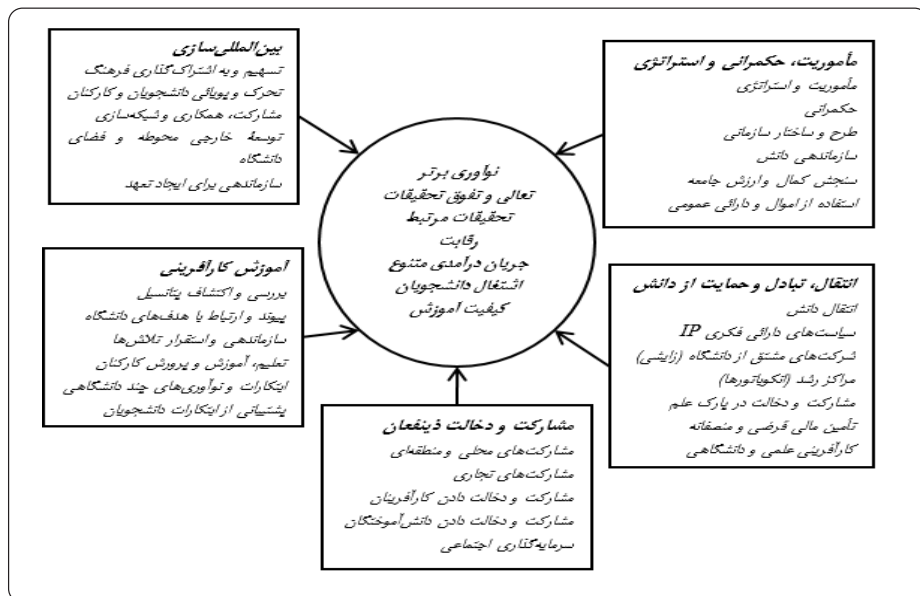 مأموریت، حکمرانی و استراتژی
مأموریت و استراتژی
حکمرانی
طرح و ساختار سازمانی
سازماندهی دانش
سنجش کمال و ارزش جامعه
استفاده از اموال و دارائی عمومی
بین‌المللی‌سازی
تسهیم و به اشتراک‌گذاری فرهنگ
تحرک و پویائی دانشجویان و کارکنان
مشارکت، همکاری و شبکه‌سازی
توسعۀ خارجی محوطه و فضای
دانشگاه
سازماندهی برای ایجاد تعهد
نوآوری برتر
تعالی و تفوق تحقیقات
تحقیقات مرتبط
رقابت
جریان درآمدی متنوع
اشتغال دانشجویان
کیفیت آموزش
انتقال، تبادل و حمایت از دانش
انتقال دانش
سیاست‌های دارائی فکری IP
شرکت‌های مشتق از دانشگاه (زایشی)
مراکز رشد (انکوباتورها)
مشارکت و دخالت در پارک علم
تأمین مالی قرضی و منصفانه
کارآفرینی علمی و دانشگاهی
آموزش کارآفرینی
بررسی و اکتشاف پتانسیل
پیوند و ارتباط با هدف‌های دانشگاه
سازماندهی و استقرار تلاش‌ها
تعلیم، آموزش و پرورش کارکنان
ابتکارات و نوآوری‌های چند دانشگاهی
پشتیبانی از ابتکارات دانشجویان
مشارکت و دخالت ذینفعان
مشارکت‌های محلی و منطقه‌ای
مشارکت‌های تجاری
مشارکت و دخالت دادن کارآفرینان
مشارکت و دخالت دادن دانش‌آموختگان
سرمایه‌گذاری اجتماعی